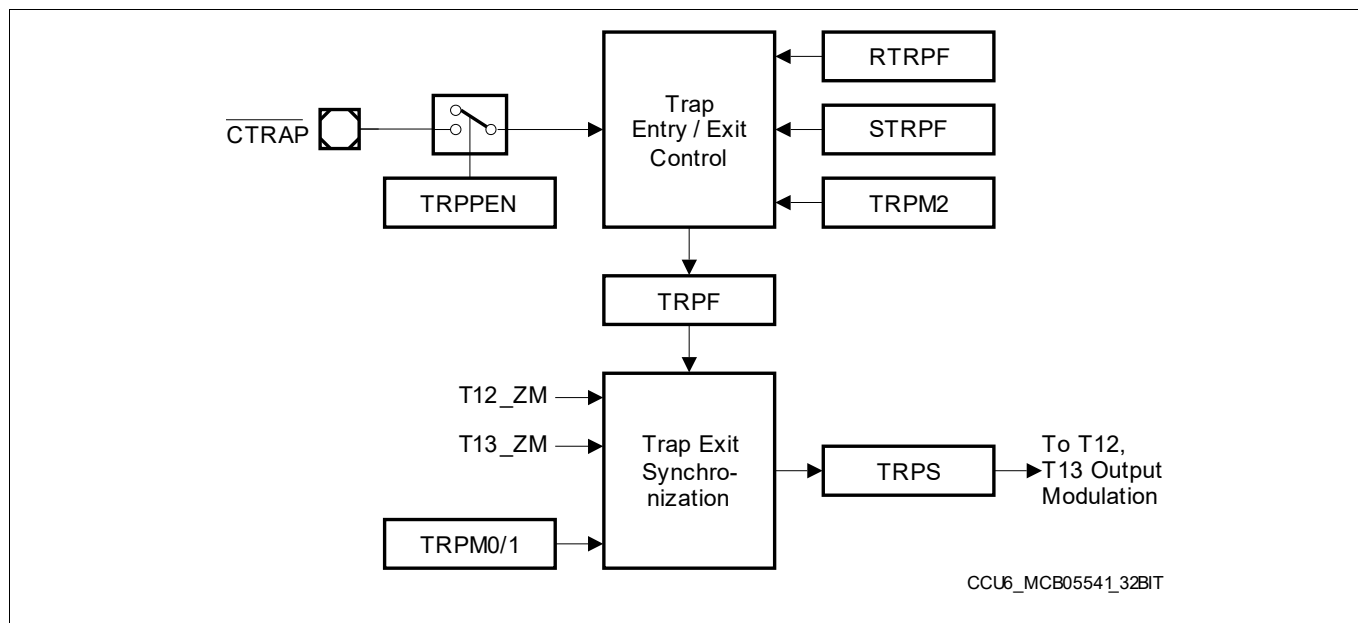 RTRPF
Trap
Entry / Exit
Control
CTRAP
STRPF
TRPPEN
TRPM2
TRPF
T12_ZM
T13_ZM
Trap Exit
Synchro-
nization
TRPS
To T12,
T13 Output
Modulation
TRPM0/1
CCU6_MCB05541_32BIT